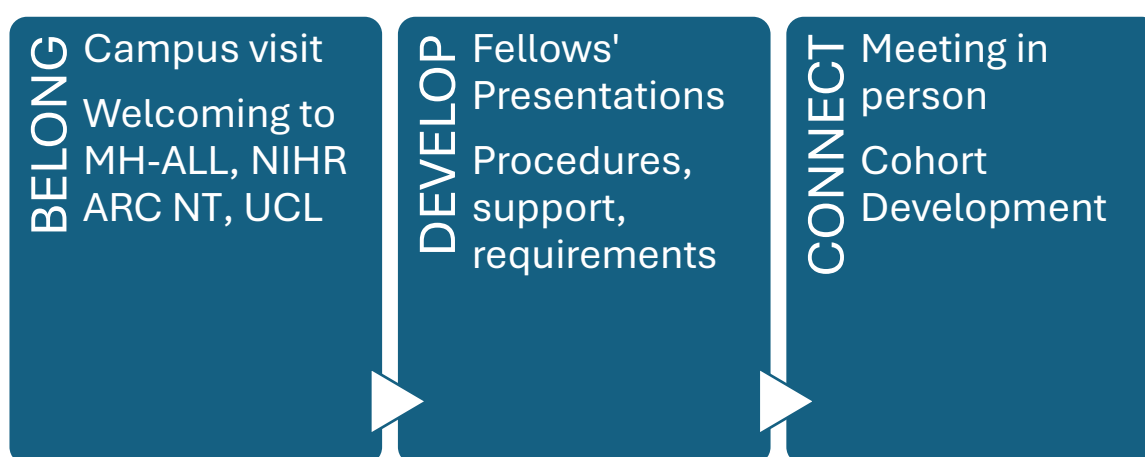 BELONG
Campus visit
Welcoming to
MH-ALL, NIHR
ARC NT, UCL
DEVELOP
Fellows'
Presentations
Procedures,
support,
requirements
CONNECT
Meeting in
person
Cohort
Development